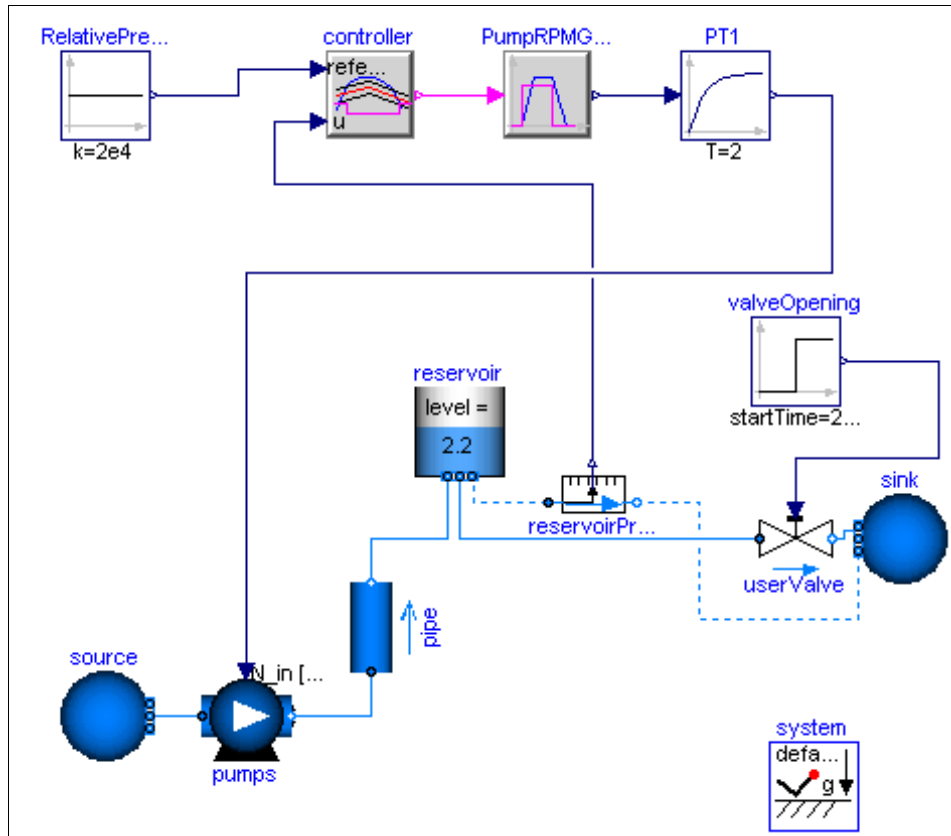 RelativePre...
controller
PumpRPMG...
PT1
refe...
u
k=2e4
T=2
valveOpening
reservoir
level =
2.2
startTime=2...
sink
reservoirPr...
userValve
pipe
source
N_in [...
pumps
system
defa...
g